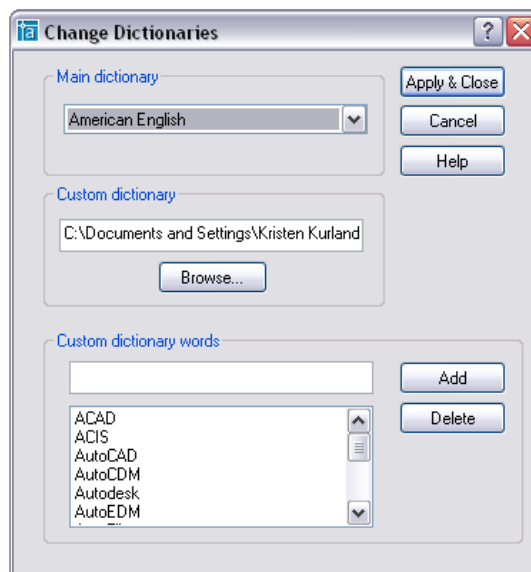 Change Dictionaries
Main dictionary
American English
Apply & Close
Cancel
Help
Custom dictionary
C:\Documents and Settings\Kristen Kurland
Browse...
Custom dictionary words
Add
Delete
ACAD
ACIS
AutoCAD
AutoCDM
Autodesk
AutoEDM